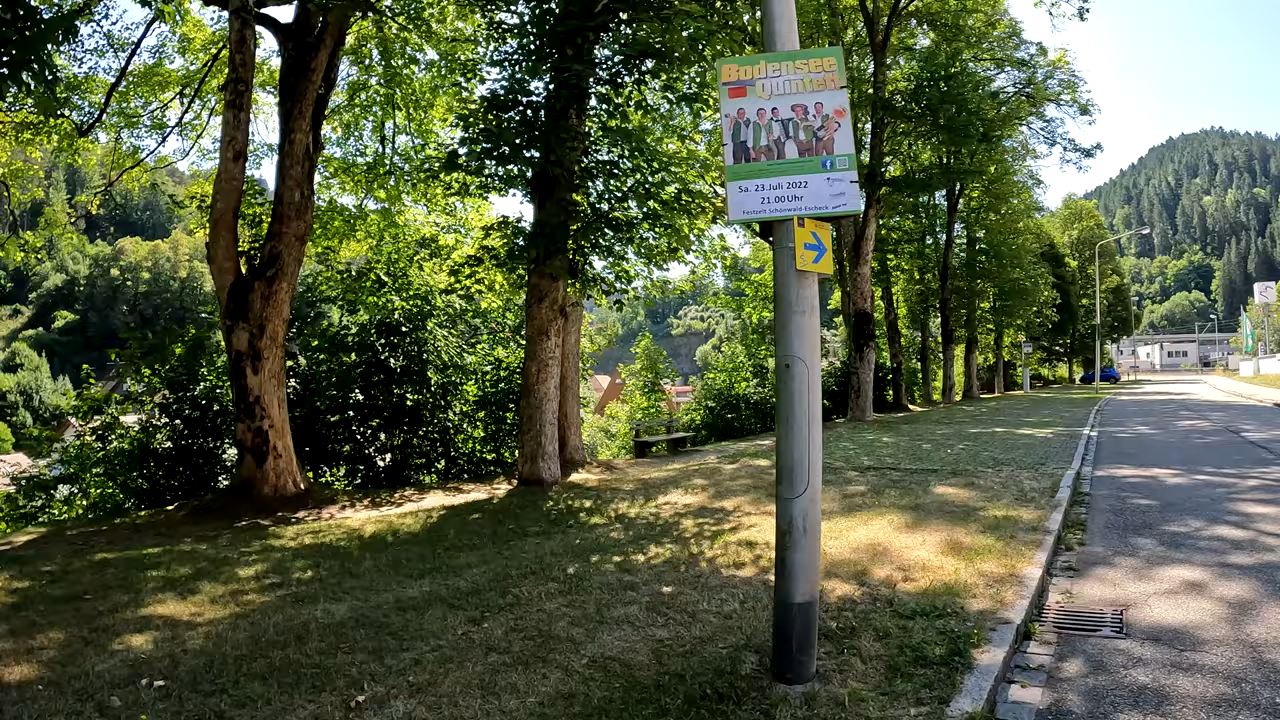 Bodensee
Quintett
Sa. 23.Juli 2022
21.00Uhr
Festzelt Schönwald-Escheck